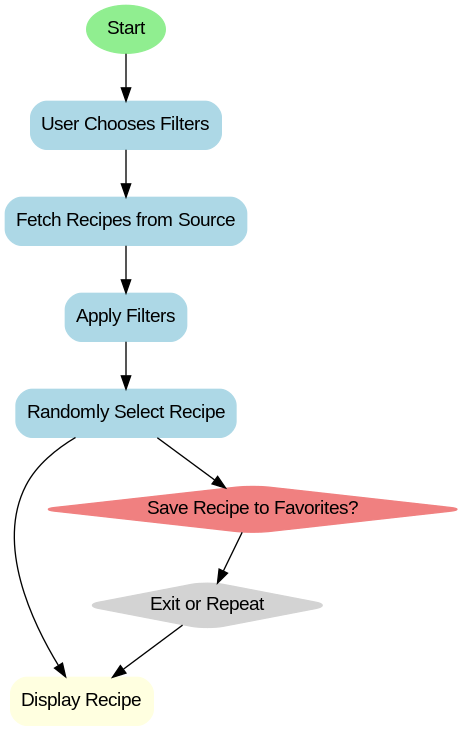 Start
User Chooses Filters
Fetch Recipes from Source
Apply Filters
Randomly Select Recipe
Save Recipe to Favorites?
Exit or Repeat
Display Recipe